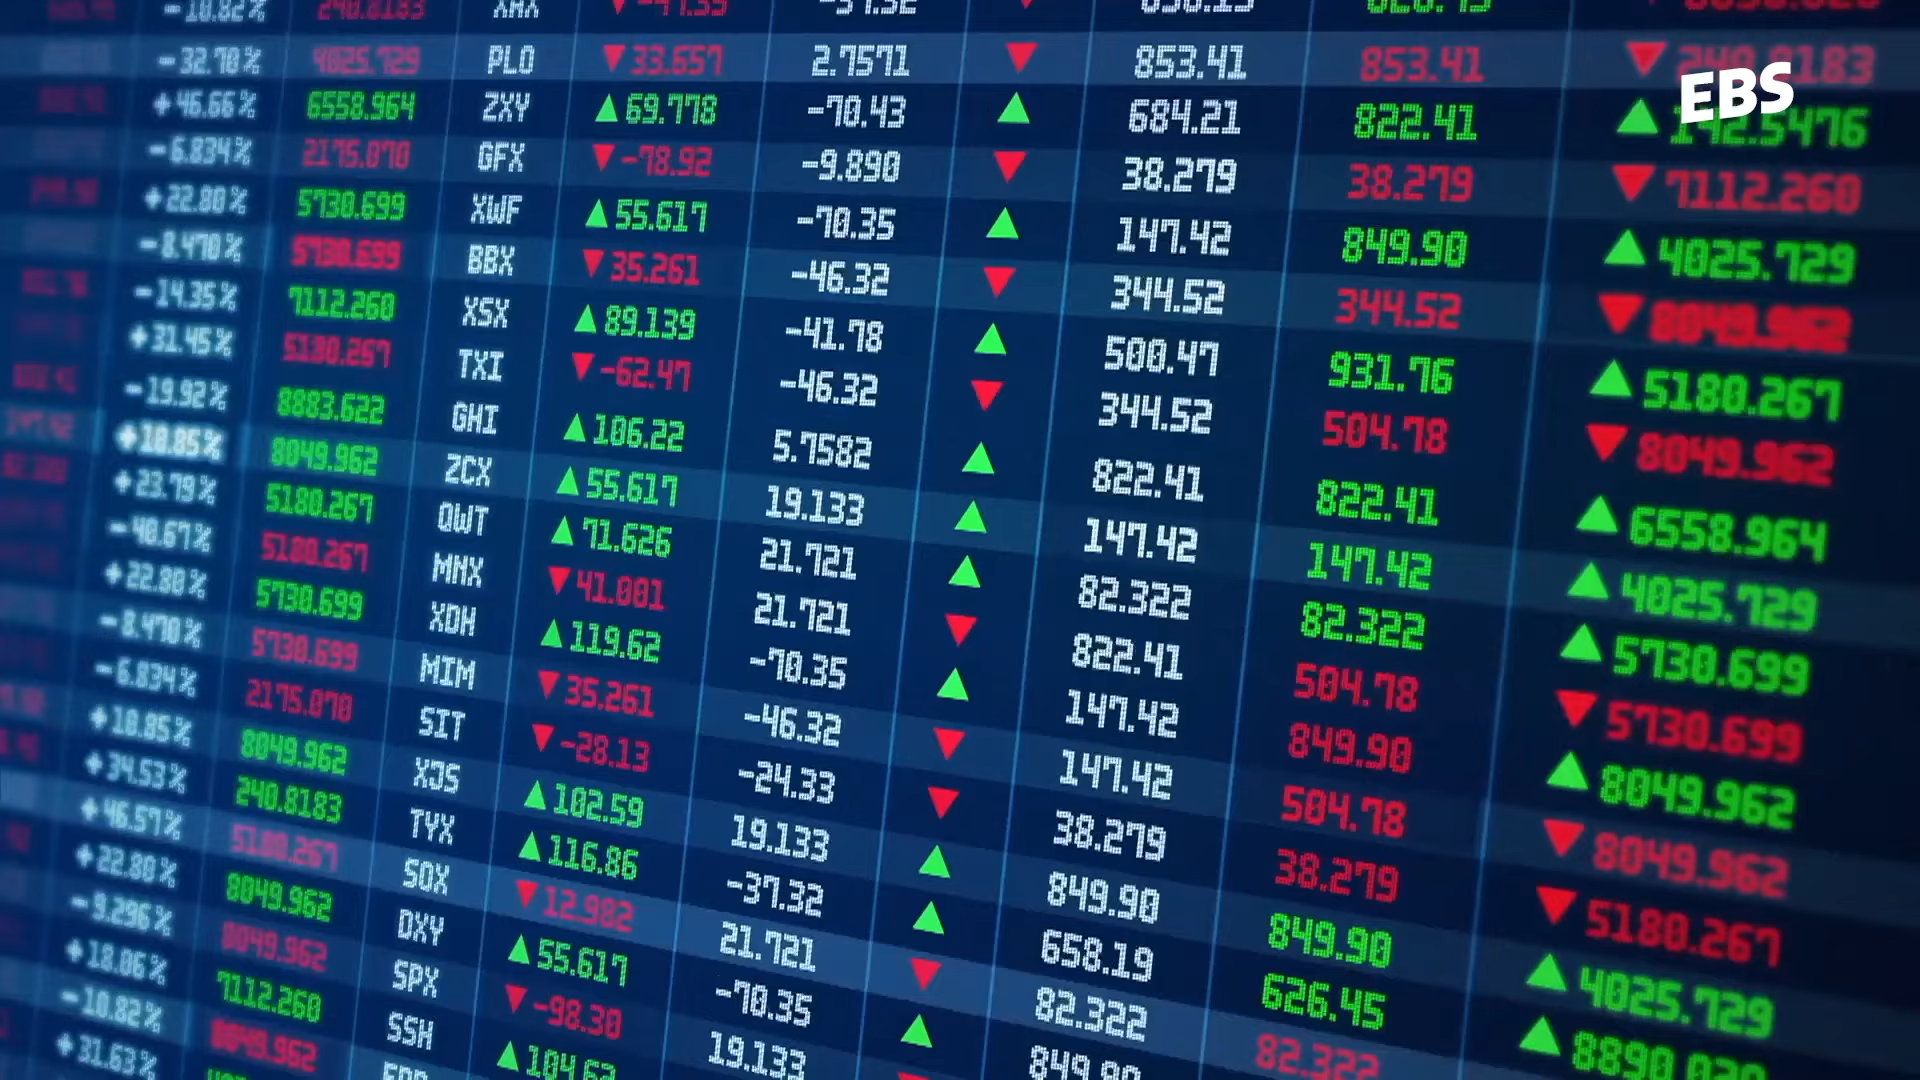 EBS
-32.70% 4025.729 PLO ▼33.657 2.7571 ▼ 853.41 853.41 ▼
+46.66% 6558.964 ZXY ▲69.778 -70.43 ▲ 684.21 822.41 ▲ 142.5476
-6.834% 2175.070 GFX ▼-78.92 -9.890 ▼ 38.279 38.279 ▼ 7112.260
+22.80% 5730.699 XWF ▲55.617 -70.35 ▲ 147.42 849.90 ▲ 4025.729
-8.470% 5730.699 BBX ▼35.261 -46.32 ▼ 344.52 344.52 ▼ 8049.962
-14.35% 7112.260 XSX ▲89.139 -41.78 ▲ 500.47 931.76 ▲ 5180.267
+31.45% 5180.267 TXI ▼-62.47 -46.32 ▼ 344.52 504.78 ▼ 8049.962
-19.92% 8883.622 GHI ▲106.22 5.7582 ▲ 822.41 822.41 ▲ 6558.964
+18.85% 8049.962 ZCX ▲55.617 19.133 ▲ 147.42 147.42 ▲ 4025.729
+23.79% 5180.267 QWT ▲71.626 21.721 ▲ 82.322 82.322 ▲ 5730.699
-40.67% 5180.267 MNX ▼41.001 21.721 ▼ 822.41 504.78 ▼ 5730.699
+22.80% 5730.699 XDH ▲119.62 -70.35 ▲ 147.42 849.90 ▲ 8049.962
-8.470% 5730.699 MIM ▼35.261 -46.32 ▼ 147.42 504.78 ▼ 8049.962
-6.834% 2175.070 SIT ▼-28.13 -24.33 ▼ 38.279 38.279 ▼ 5180.267
+18.85% 8049.962 XJS ▲102.59 19.133 ▲ 849.90 849.90 ▲ 4025.729
+34.53% 240.8183 TYX ▲116.86 -37.32 ▲ 658.19 626.45 ▲
+46.57% 5180.267 SOX ▼12.982 21.721 ▼ 82.322 82.322
+22.80% 8049.962 DXY ▲55.617 -70.35 ▲
-9.296% 8049.962 SPX ▼-98.30 19.133
+18.06% 7112.260 SSH ▲
-10.82% 8049.962
+31.63%